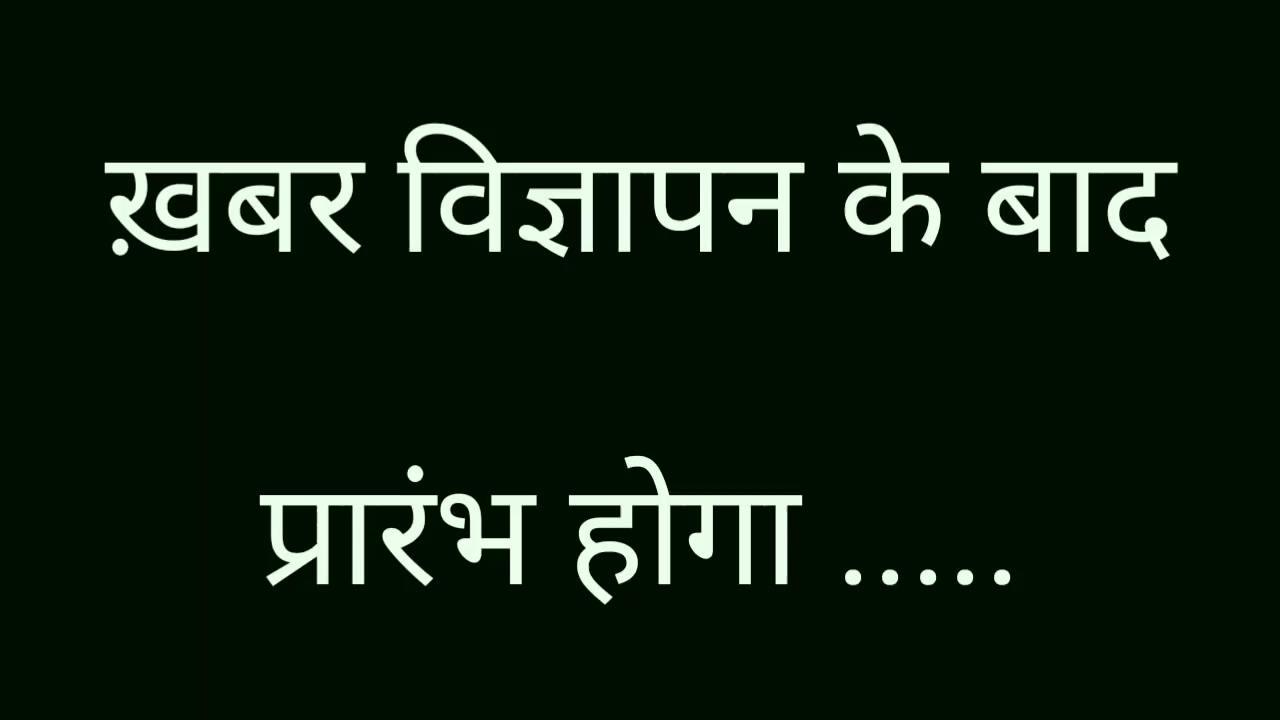 ख़बर विज्ञापन के बाद
प्रारंभ होगा .....